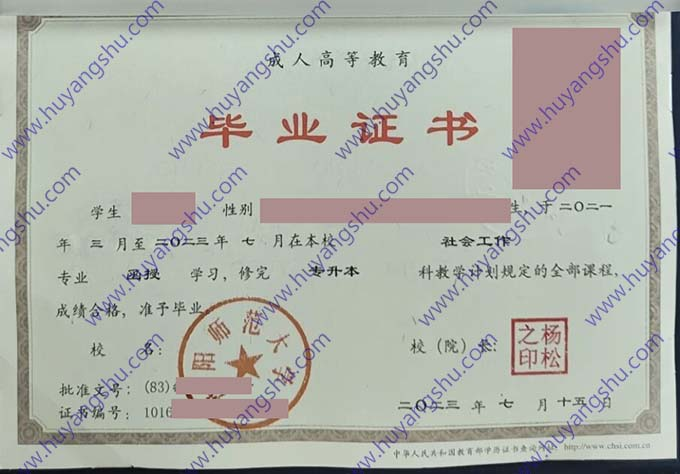 成人高等教育
毕业证书
学生 性别 生，于二〇二一
年 三 月至 二〇二三 年 七 月在本校 社会工作
专业 函授 学习，修完 专升本 科教学计划规定的全部课程，
成绩合格，准予毕业。
校 名： 校（院）长：
阳师范大学
杨松之印
批准文号：(83)
证书编号：1016
二〇二三 年 七 月 十五 日
中华人民共和国教育部学历证书查询网址：http://www.chsi.com.cn
www.huyangshu.com